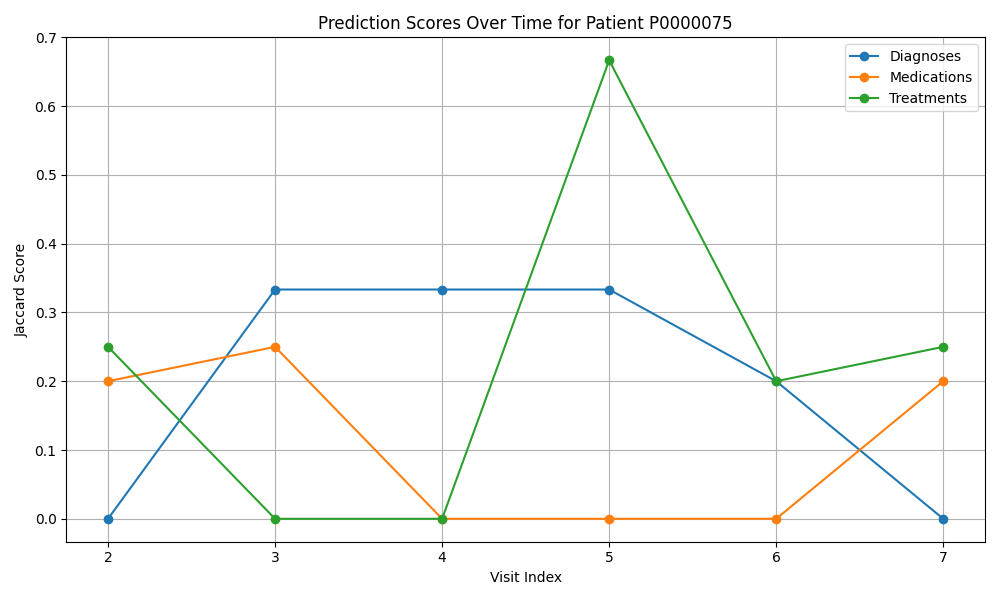 Prediction Scores Over Time for Patient P0000075
Diagnoses
Medications
Treatments
Jaccard Score
0.7
0.6
0.5
0.4
0.3
0.2
0.1
0.0
2 3 4 5 6 7
Visit Index